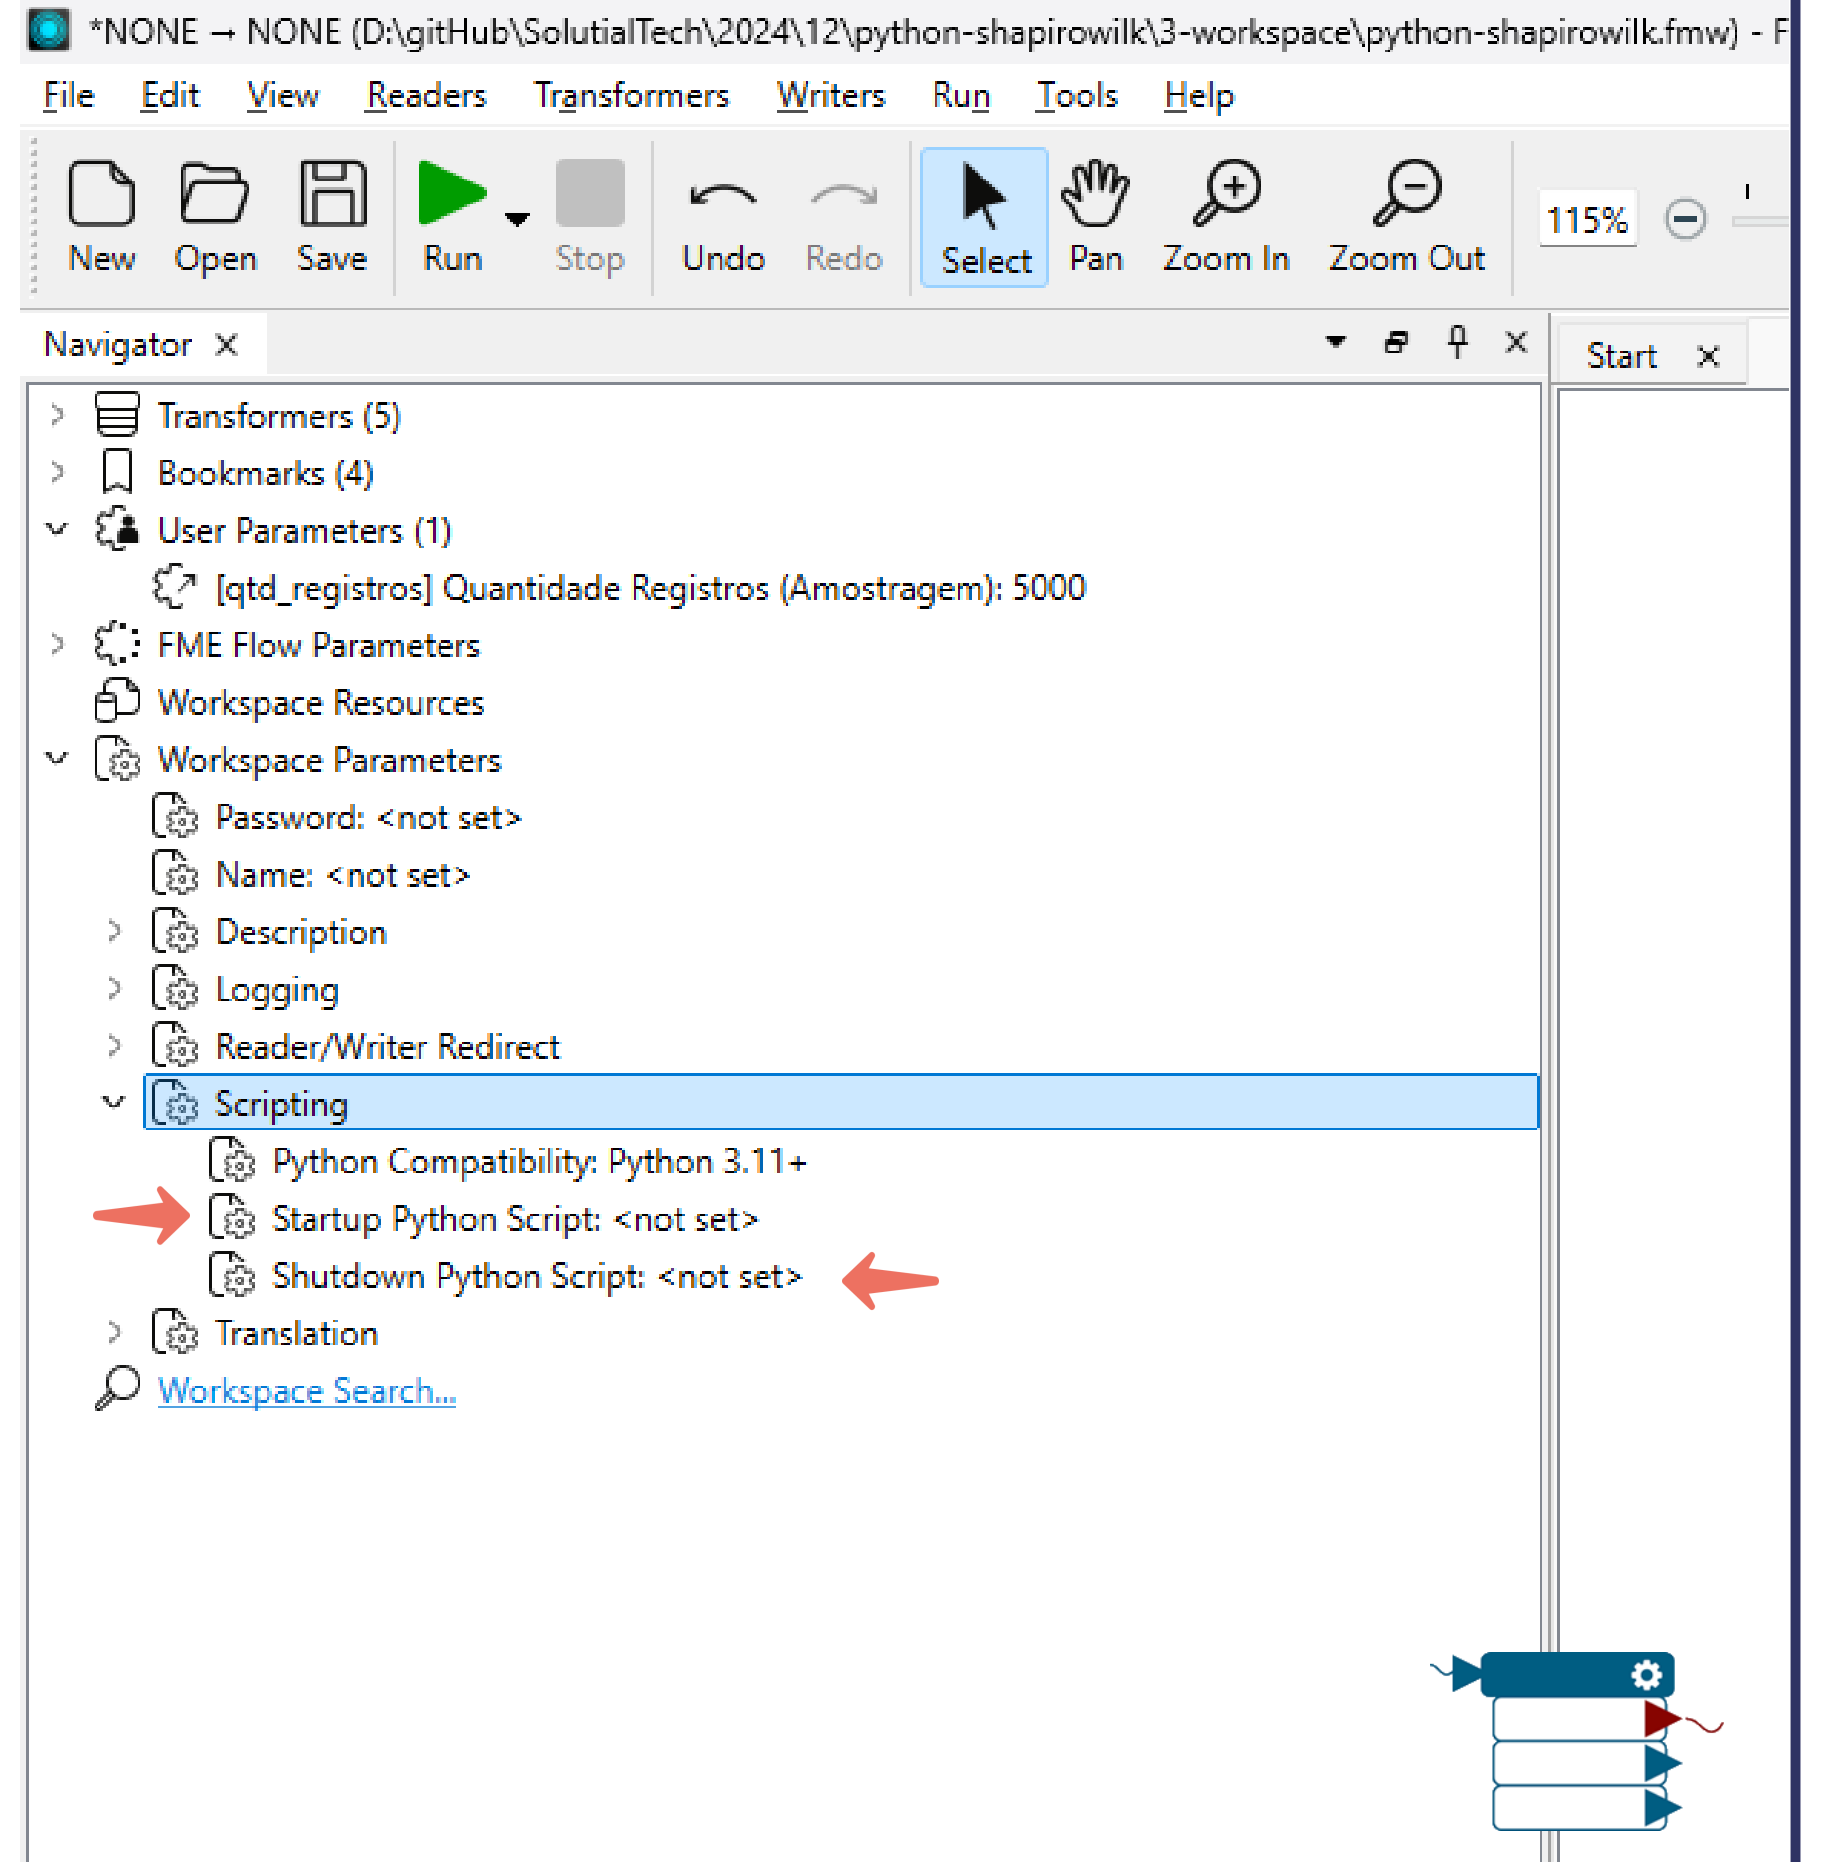 *NONE → NONE (D:\gitHub\SolutialTech\2024\12\python-shapirowilk\3-workspace\python-shapirowilk.fmw) - F
File Edit View Readers Transformers Writers Run Tools Help
New Open Save Run Stop Undo Redo Select Pan Zoom In Zoom Out 115%
Navigator
Start
Transformers (5)
Bookmarks (4)
User Parameters (1)
[qtd_registros] Quantidade Registros (Amostragem): 5000
FME Flow Parameters
Workspace Resources
Workspace Parameters
Password: <not set>
Name: <not set>
Description
Logging
Reader/Writer Redirect
Scripting
Python Compatibility: Python 3.11+
Startup Python Script: <not set>
Shutdown Python Script: <not set>
Translation
Workspace Search...